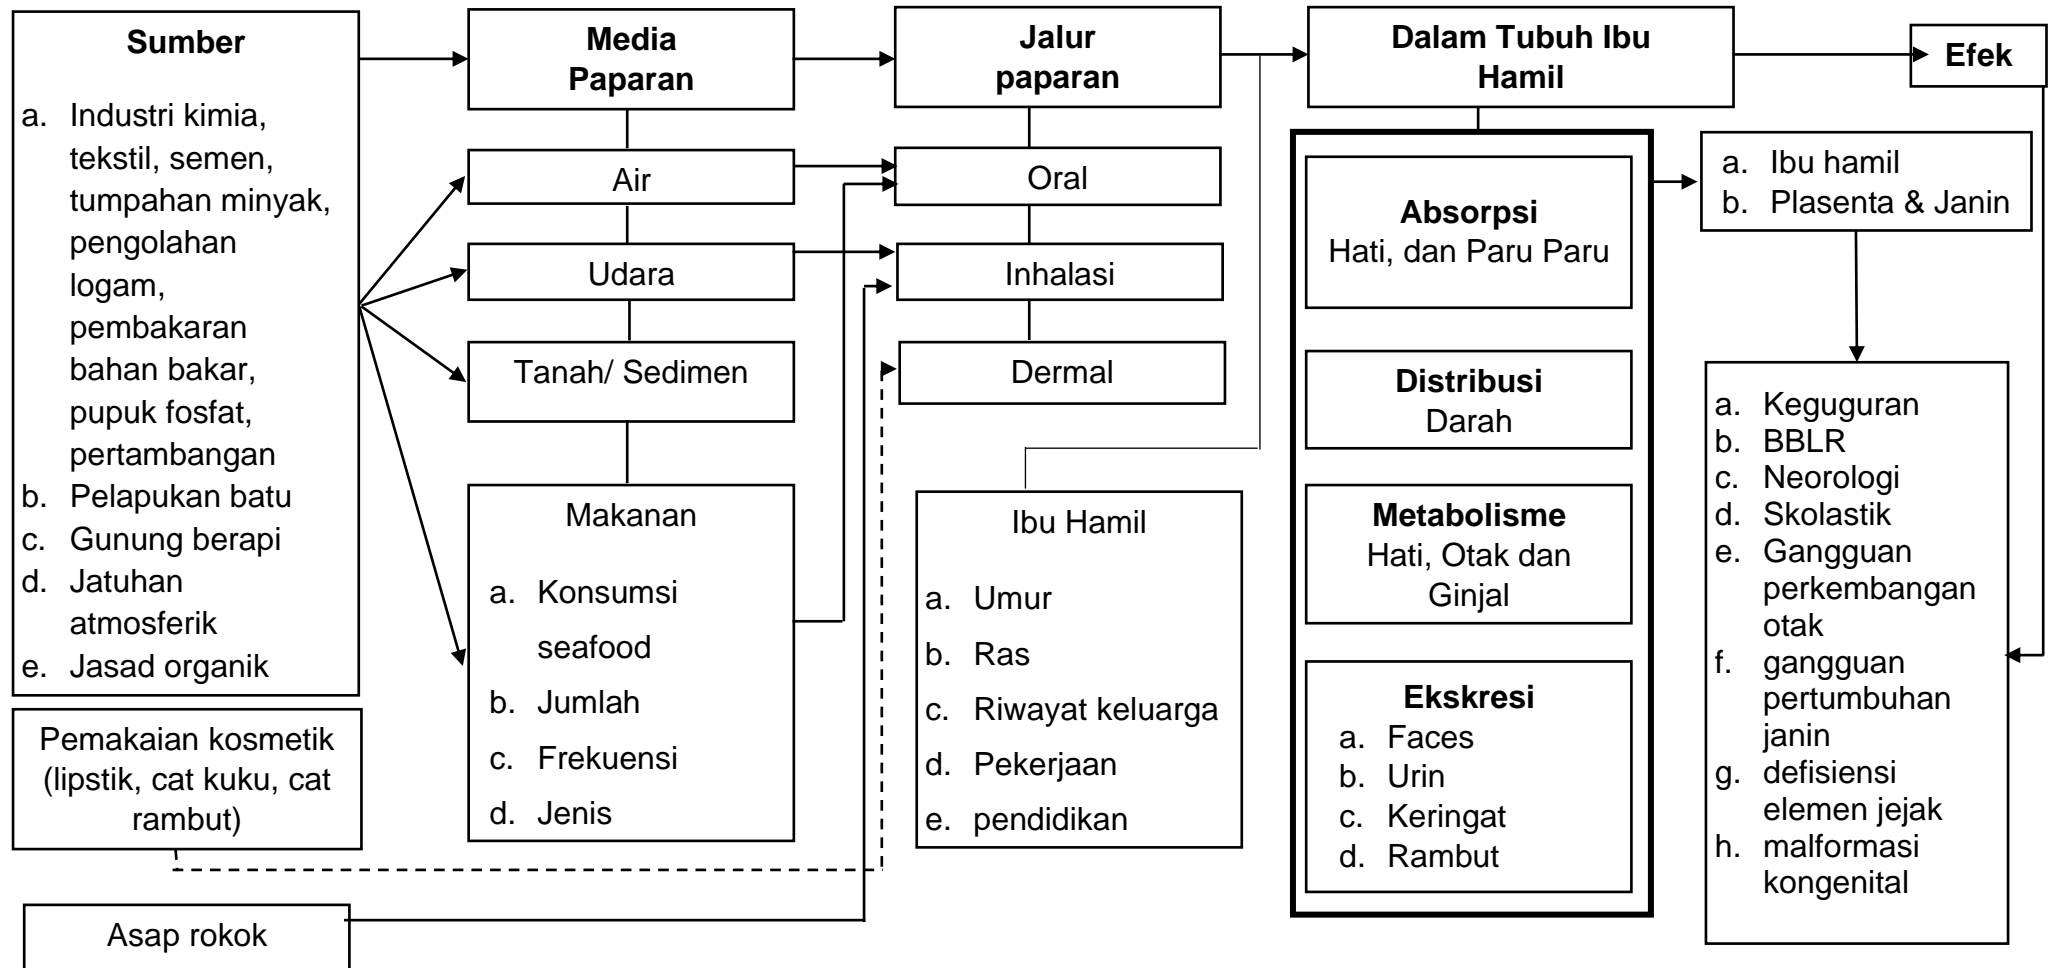 Sumber
a. Industri kimia,
tekstil, semen,
tumpahan minyak,
pengolahan
logam,
pembakaran
bahan bakar,
pupuk fosfat,
pertambangan
b. Pelapukan batu
c. Gunung berapi
d. Jatuhan
atmosferik
e. Jasad organik
Pemakaian kosmetik
(lipstik, cat kuku, cat
rambut)
Asap rokok
Media
Paparan
Air
Udara
Tanah/ Sedimen
Makanan
a. Konsumsi
seafood
b. Jumlah
c. Frekuensi
d. Jenis
Jalur
paparan
Oral
Inhalasi
Dermal
Ibu Hamil
a. Umur
b. Ras
c. Riwayat keluarga
d. Pekerjaan
e. pendidikan
Dalam Tubuh Ibu
Hamil
Absorpsi
Hati, dan Paru Paru
Distribusi
Darah
Metabolisme
Hati, Otak dan
Ginjal
Ekskresi
a. Faces
b. Urin
c. Keringat
d. Rambut
Efek
a. Ibu hamil
b. Plasenta & Janin
a. Keguguran
b. BBLR
c. Neorologi
d. Skolastik
e. Gangguan
perkembangan
otak
f. gangguan
pertumbuhan
janin
g. defisiensi
elemen jejak
h. malformasi
kongenital